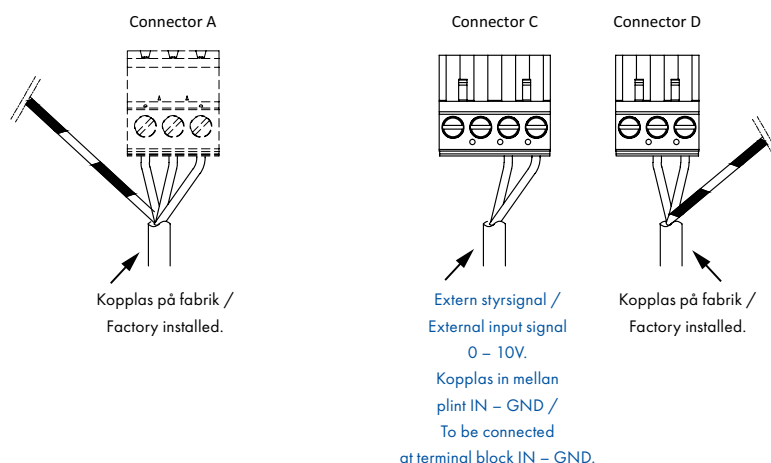 Connector A
Connector C
Connector D
Kopplas på fabrik /
Factory installed.
Extern styrsignal /
External input signal
0 – 10V.
Kopplas in mellan
plint IN – GND /
To be connected
at terminal block IN – GND.
Kopplas på fabrik /
Factory installed.